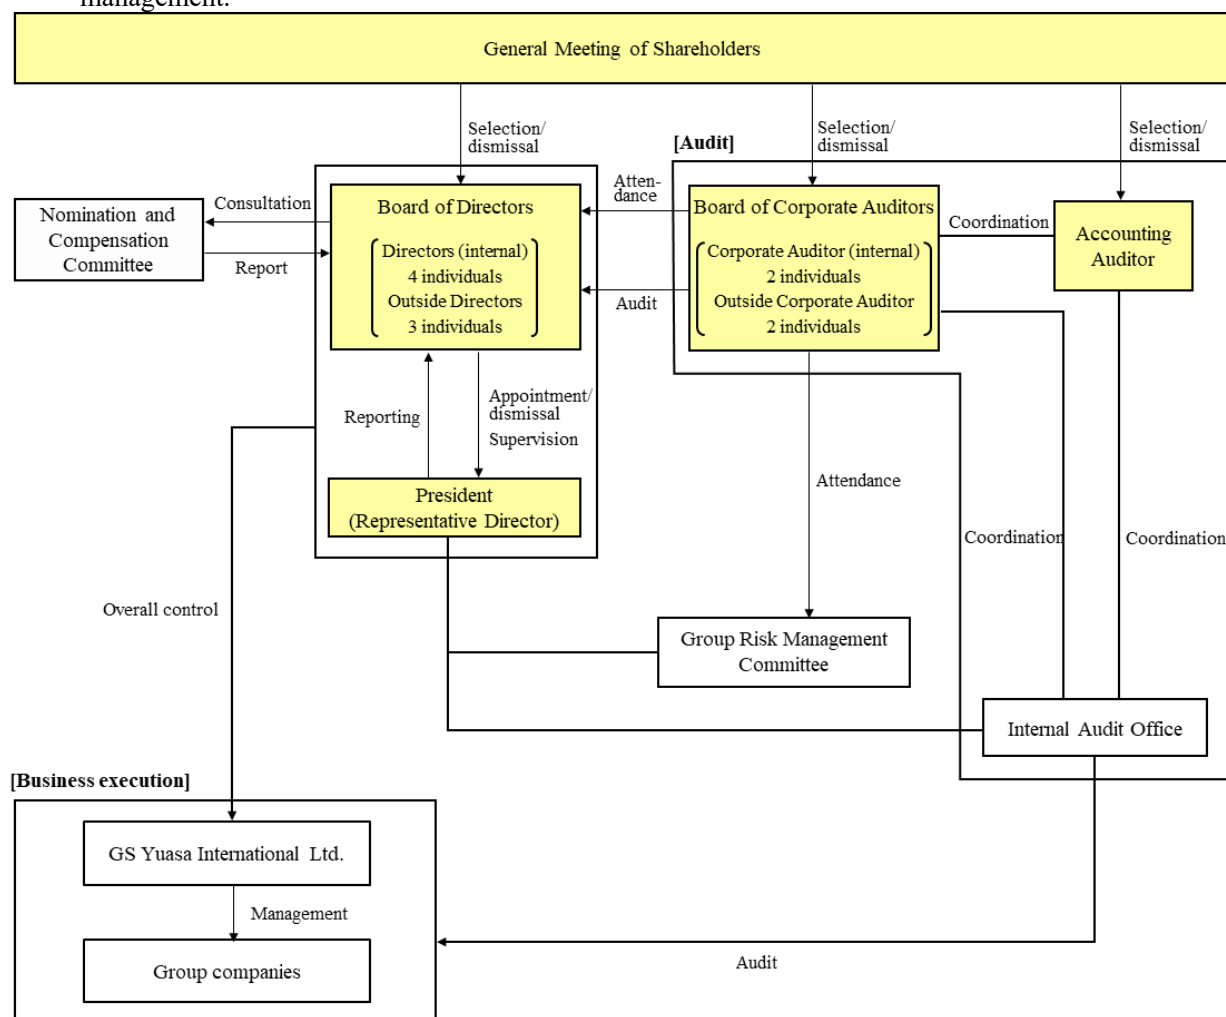 management.
General Meeting of Shareholders
Selection/
dismissal
Selection/
dismissal
Selection/
dismissal
[Audit]
Nomination and
Compensation
Committee
Consultation
Report
Board of Directors
Directors (internal)
4 individuals
Outside Directors
3 individuals
Atten-
dance
Audit
Board of Corporate Auditors
Corporate Auditor (internal)
2 individuals
Outside Corporate Auditor
2 individuals
Coordination
Accounting
Auditor
Reporting
Appointment/
dismissal
Supervision
President
(Representative Director)
Attendance
Coordination
Coordination
Overall control
Group Risk Management
Committee
Internal Audit Office
[Business execution]
GS Yuasa International Ltd.
Management
Group companies
Audit